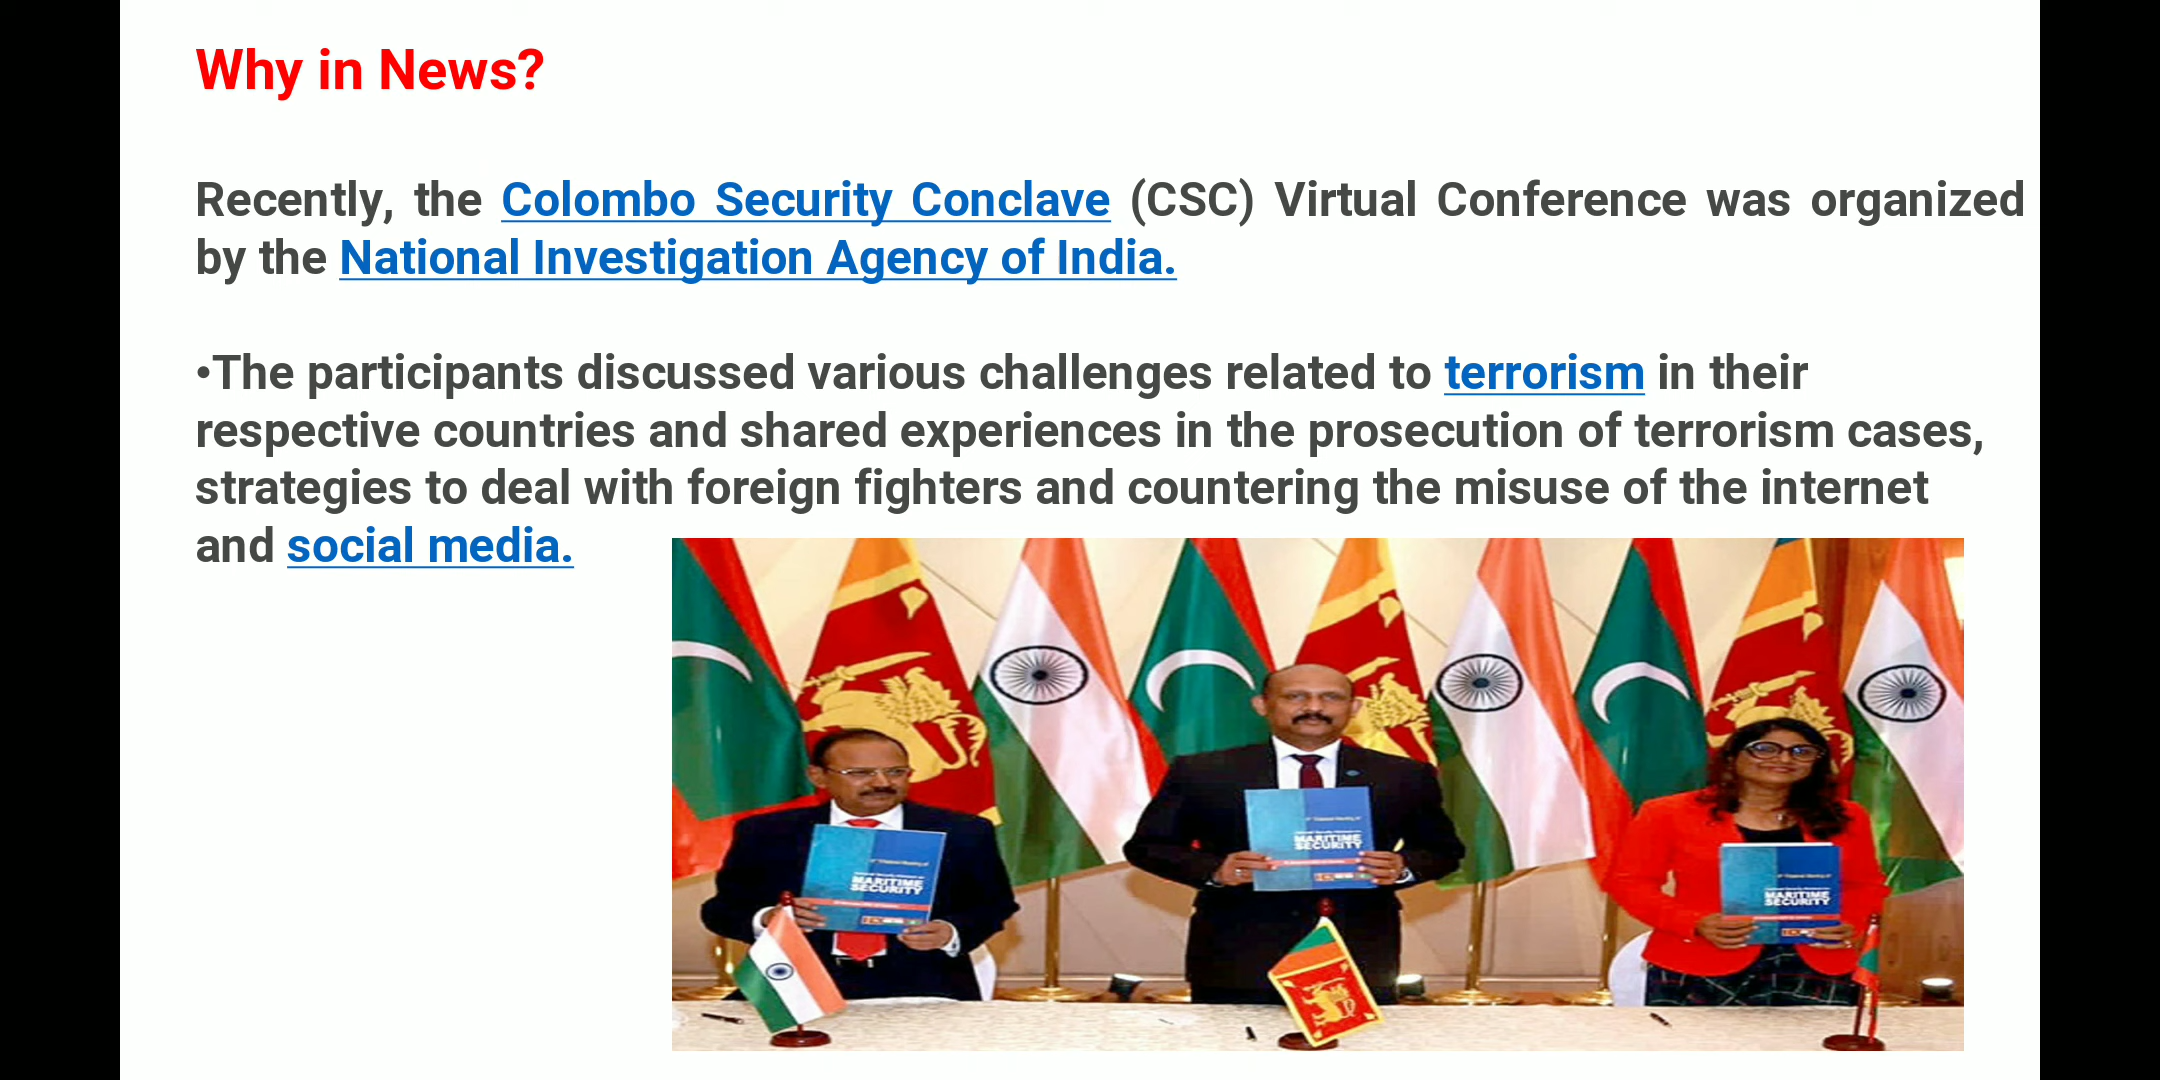 Why in News?
Recently, the Colombo Security Conclave (CSC) Virtual Conference was organized
by the National Investigation Agency of India.
•The participants discussed various challenges related to terrorism in their
respective countries and shared experiences in the prosecution of terrorism cases,
strategies to deal with foreign fighters and countering the misuse of the internet
and social media.
MARITIME
SECURITY
MARITIME
SECURITY
MARITIME
SECURITY